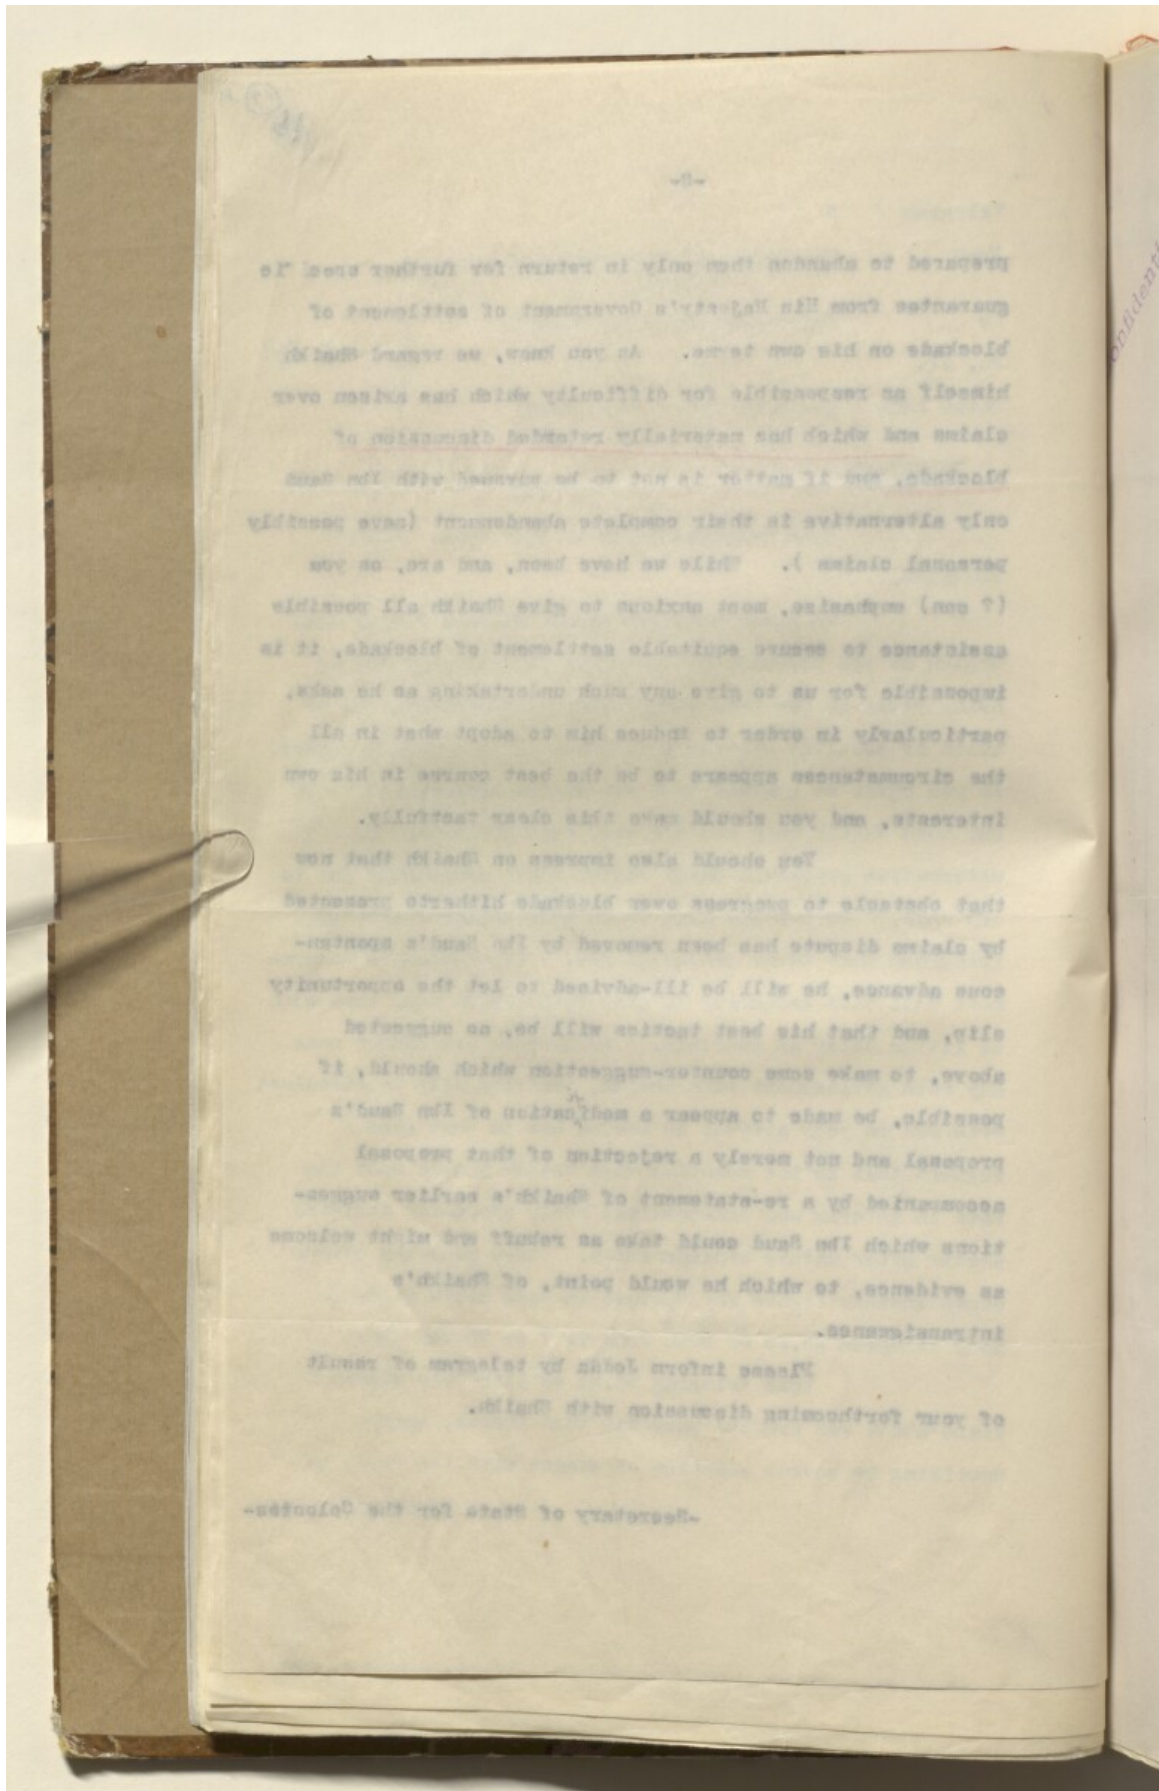 -2-
prepared to abandon them only in return for further
guarantee from His Majesty's Government of settlement of
blockade on his own terms. As you know, we regard Shaikh
himself as responsible for difficulty which has arisen over
claims and which has materially retarded discussion of
blockade, and if matter is not to be pursued with Ibn Saud
only alternative is their complete abandonment (save possibly
personal claims ). While we have been, and are, as you
(? can) emphasise, most anxious to give Shaikh all possible
assistance to secure equitable settlement of blockade, it is
impossible for us to give any such undertaking as he asks,
particularly in order to induce him to adopt what in all
the circumstances appears to be the best course in his own
interests, and you should make this clear tactfully.
You should also impress on Shaikh that now
that obstacle to progress over blockade hitherto presented
by claims dispute has been removed by Ibn Saud's spontan-
eous advance, he will be ill-advised to let the opportunity
slip, and that his best tactics will be, as suggested
above, to make some counter-suggestion which should, if
possible, be made to appear a modification of Ibn Saud's
proposal and not merely a rejection of that proposal
accompanied by a re-statement of Shaikh's earlier sugges-
tions which Ibn Saud could take as rebuff and might welcome
as evidence, to which he would point, of Shaikh's
intransigence.
Please inform Jedda by telegram of result
of your forthcoming discussion with Shaikh.
-Secretary of State for the Colonies-